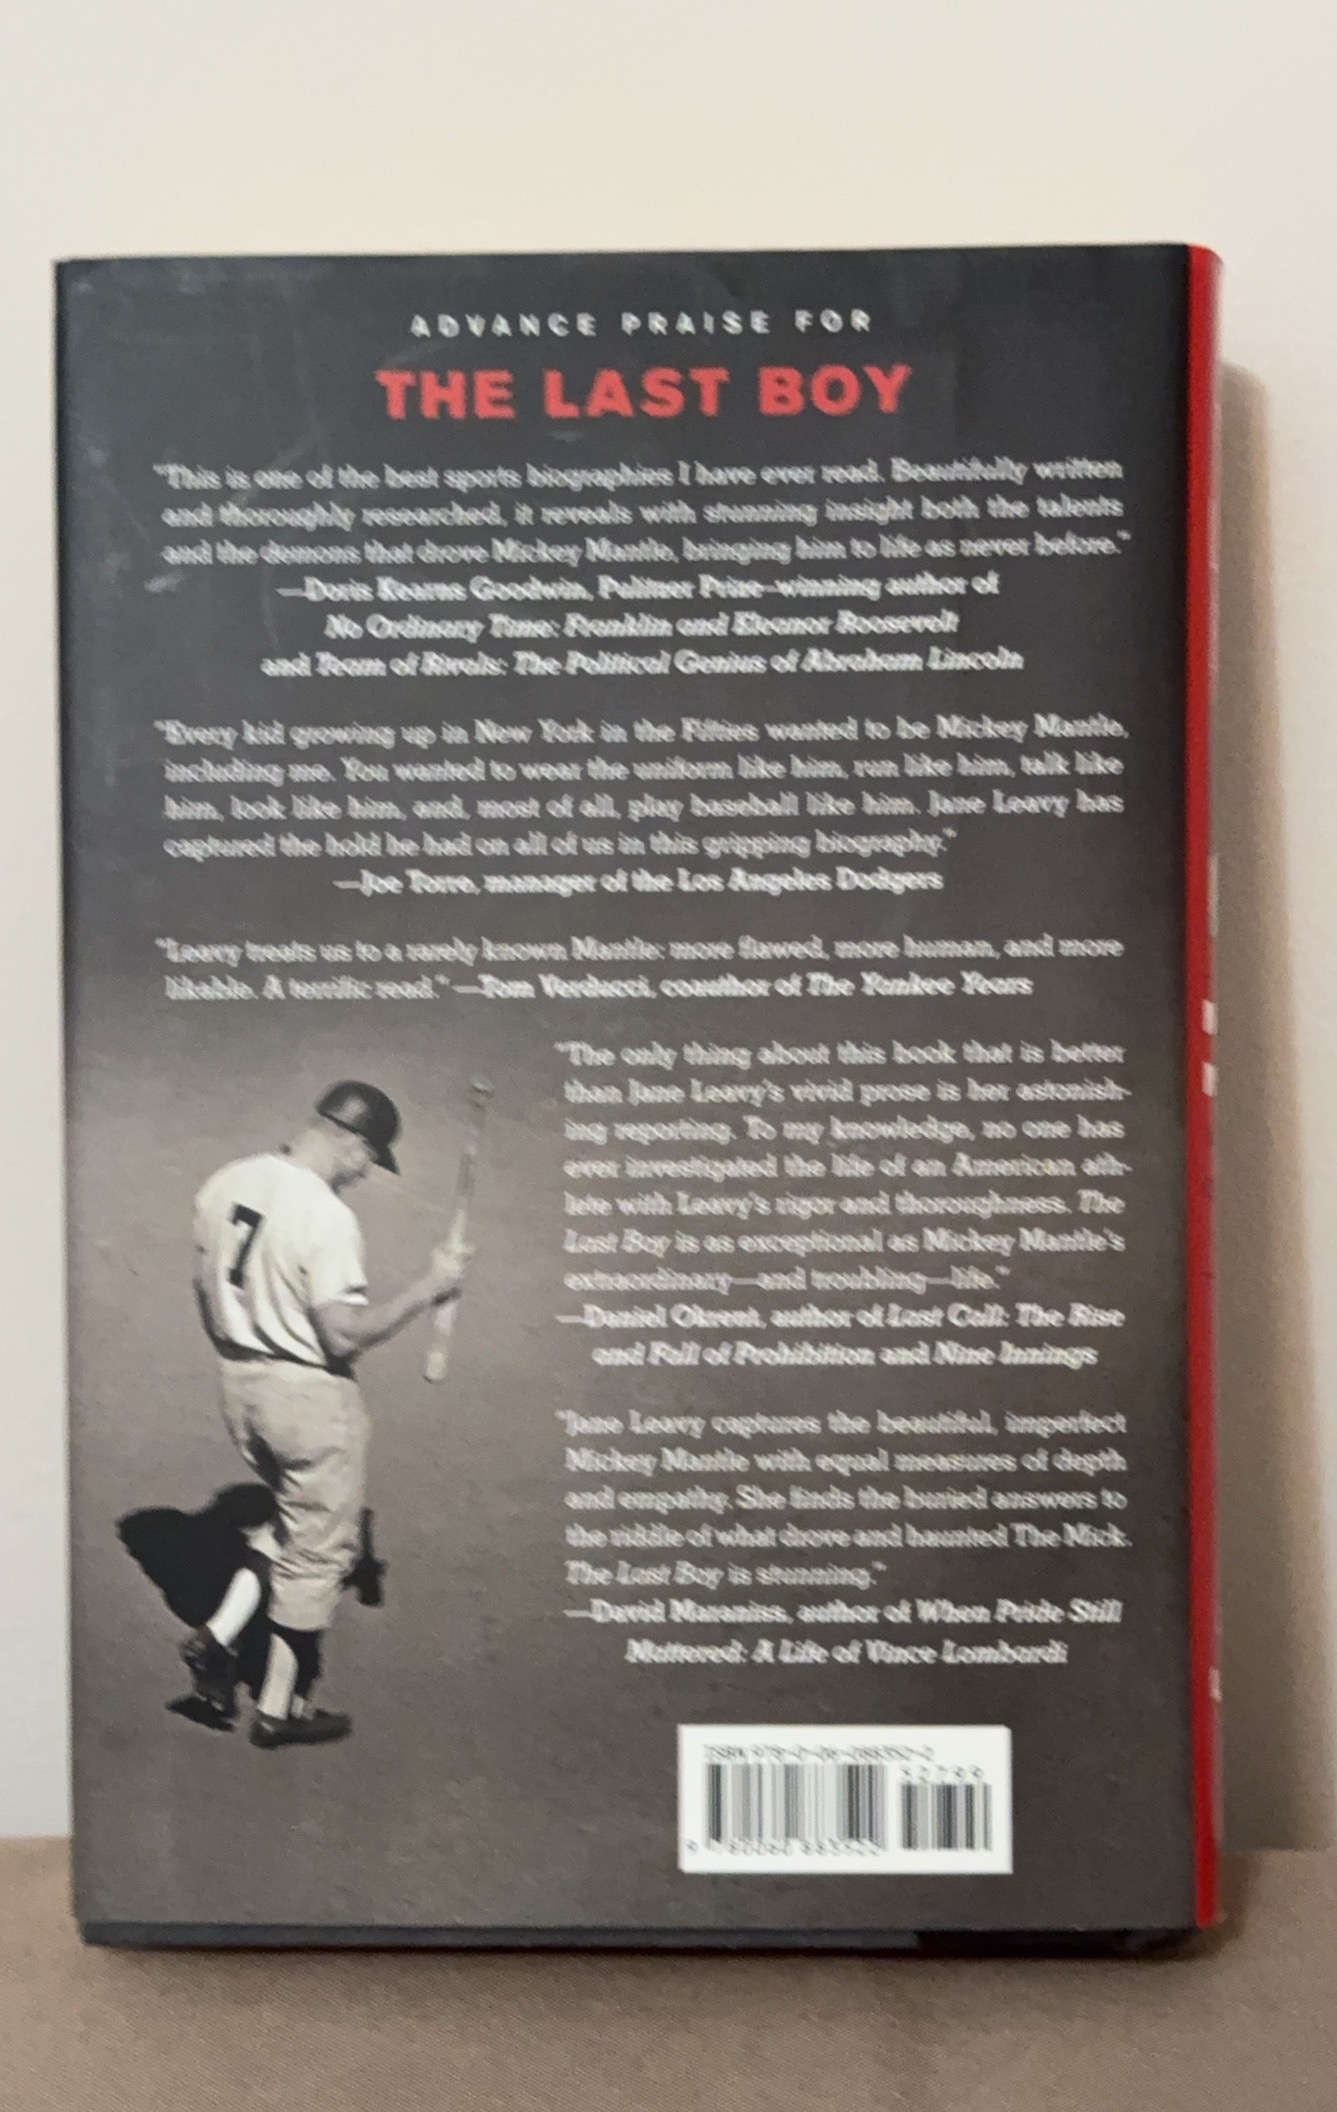 ADVANCE PRAISE FOR
THE LAST BOY
"This is one of the best sports biographies I have ever read. Beautifully written
and thoroughly researched, it reveals with stunning insight both the talents
and the demons that drove Mickey Mantle, bringing him to life as never before."
—Doris Kearns Goodwin, Pulitzer Prize–winning author of
No Ordinary Time: Franklin and Eleanor Roosevelt
and Team of Rivals: The Political Genius of Abraham Lincoln
"Every kid growing up in New York in the Fifties wanted to be Mickey Mantle,
including me. You wanted to wear the uniform like him, run like him, talk like
him, look like him, and, most of all, play baseball like him. Jane Leavy has
captured the hold he had on all of us in this gripping biography."
—Joe Torre, manager of the Los Angeles Dodgers
"Leavy treats us to a rarely known Mantle: more flawed, more human, and more
likable. A terrific read." —Tom Verducci, coauthor of The Yankee Years
"The only thing about this book that is better
than Jane Leavy's vivid prose is her astonish-
ing reporting. To my knowledge, no one has
ever investigated the life of an American ath-
lete with Leavy's rigor and thoroughness. The
Last Boy is as exceptional as Mickey Mantle's
extraordinary—and troubling—life."
—Daniel Okrent, author of Last Call: The Rise
and Fall of Prohibition and Nine Innings
"Jane Leavy captures the beautiful, imperfect
Mickey Mantle with equal measures of depth
and empathy. She finds the buried answers to
the riddle of what drove and haunted The Mick.
The Last Boy is stunning."
—David Maraniss, author of When Pride Still
Mattered: A Life of Vince Lombardi
7
ISBN 978-0-06-088352-2
52799
9 780060 883522